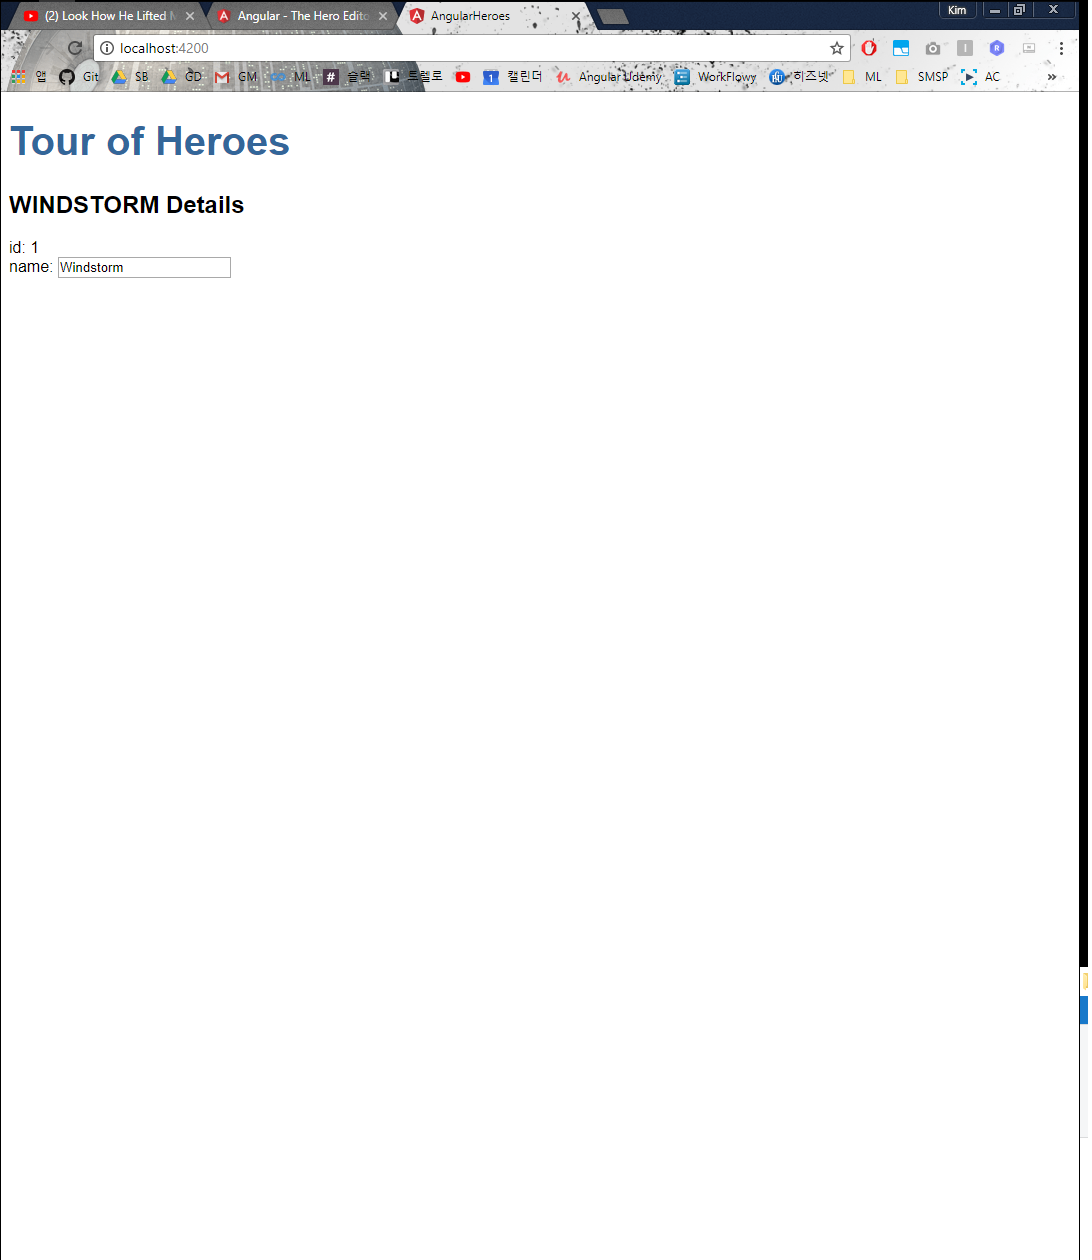 (2) Look How He Lifted M
Angular - The Hero Edito
AngularHeroes
Kim
localhost:4200
앱 Git SB GD GM ML # 슬랙 트렐로 1 캘린더 Angular Udemy WorkFlowy 히즈넷 ML SMSP AC »
Tour of Heroes
WINDSTORM Details
id: 1
name: Windstorm